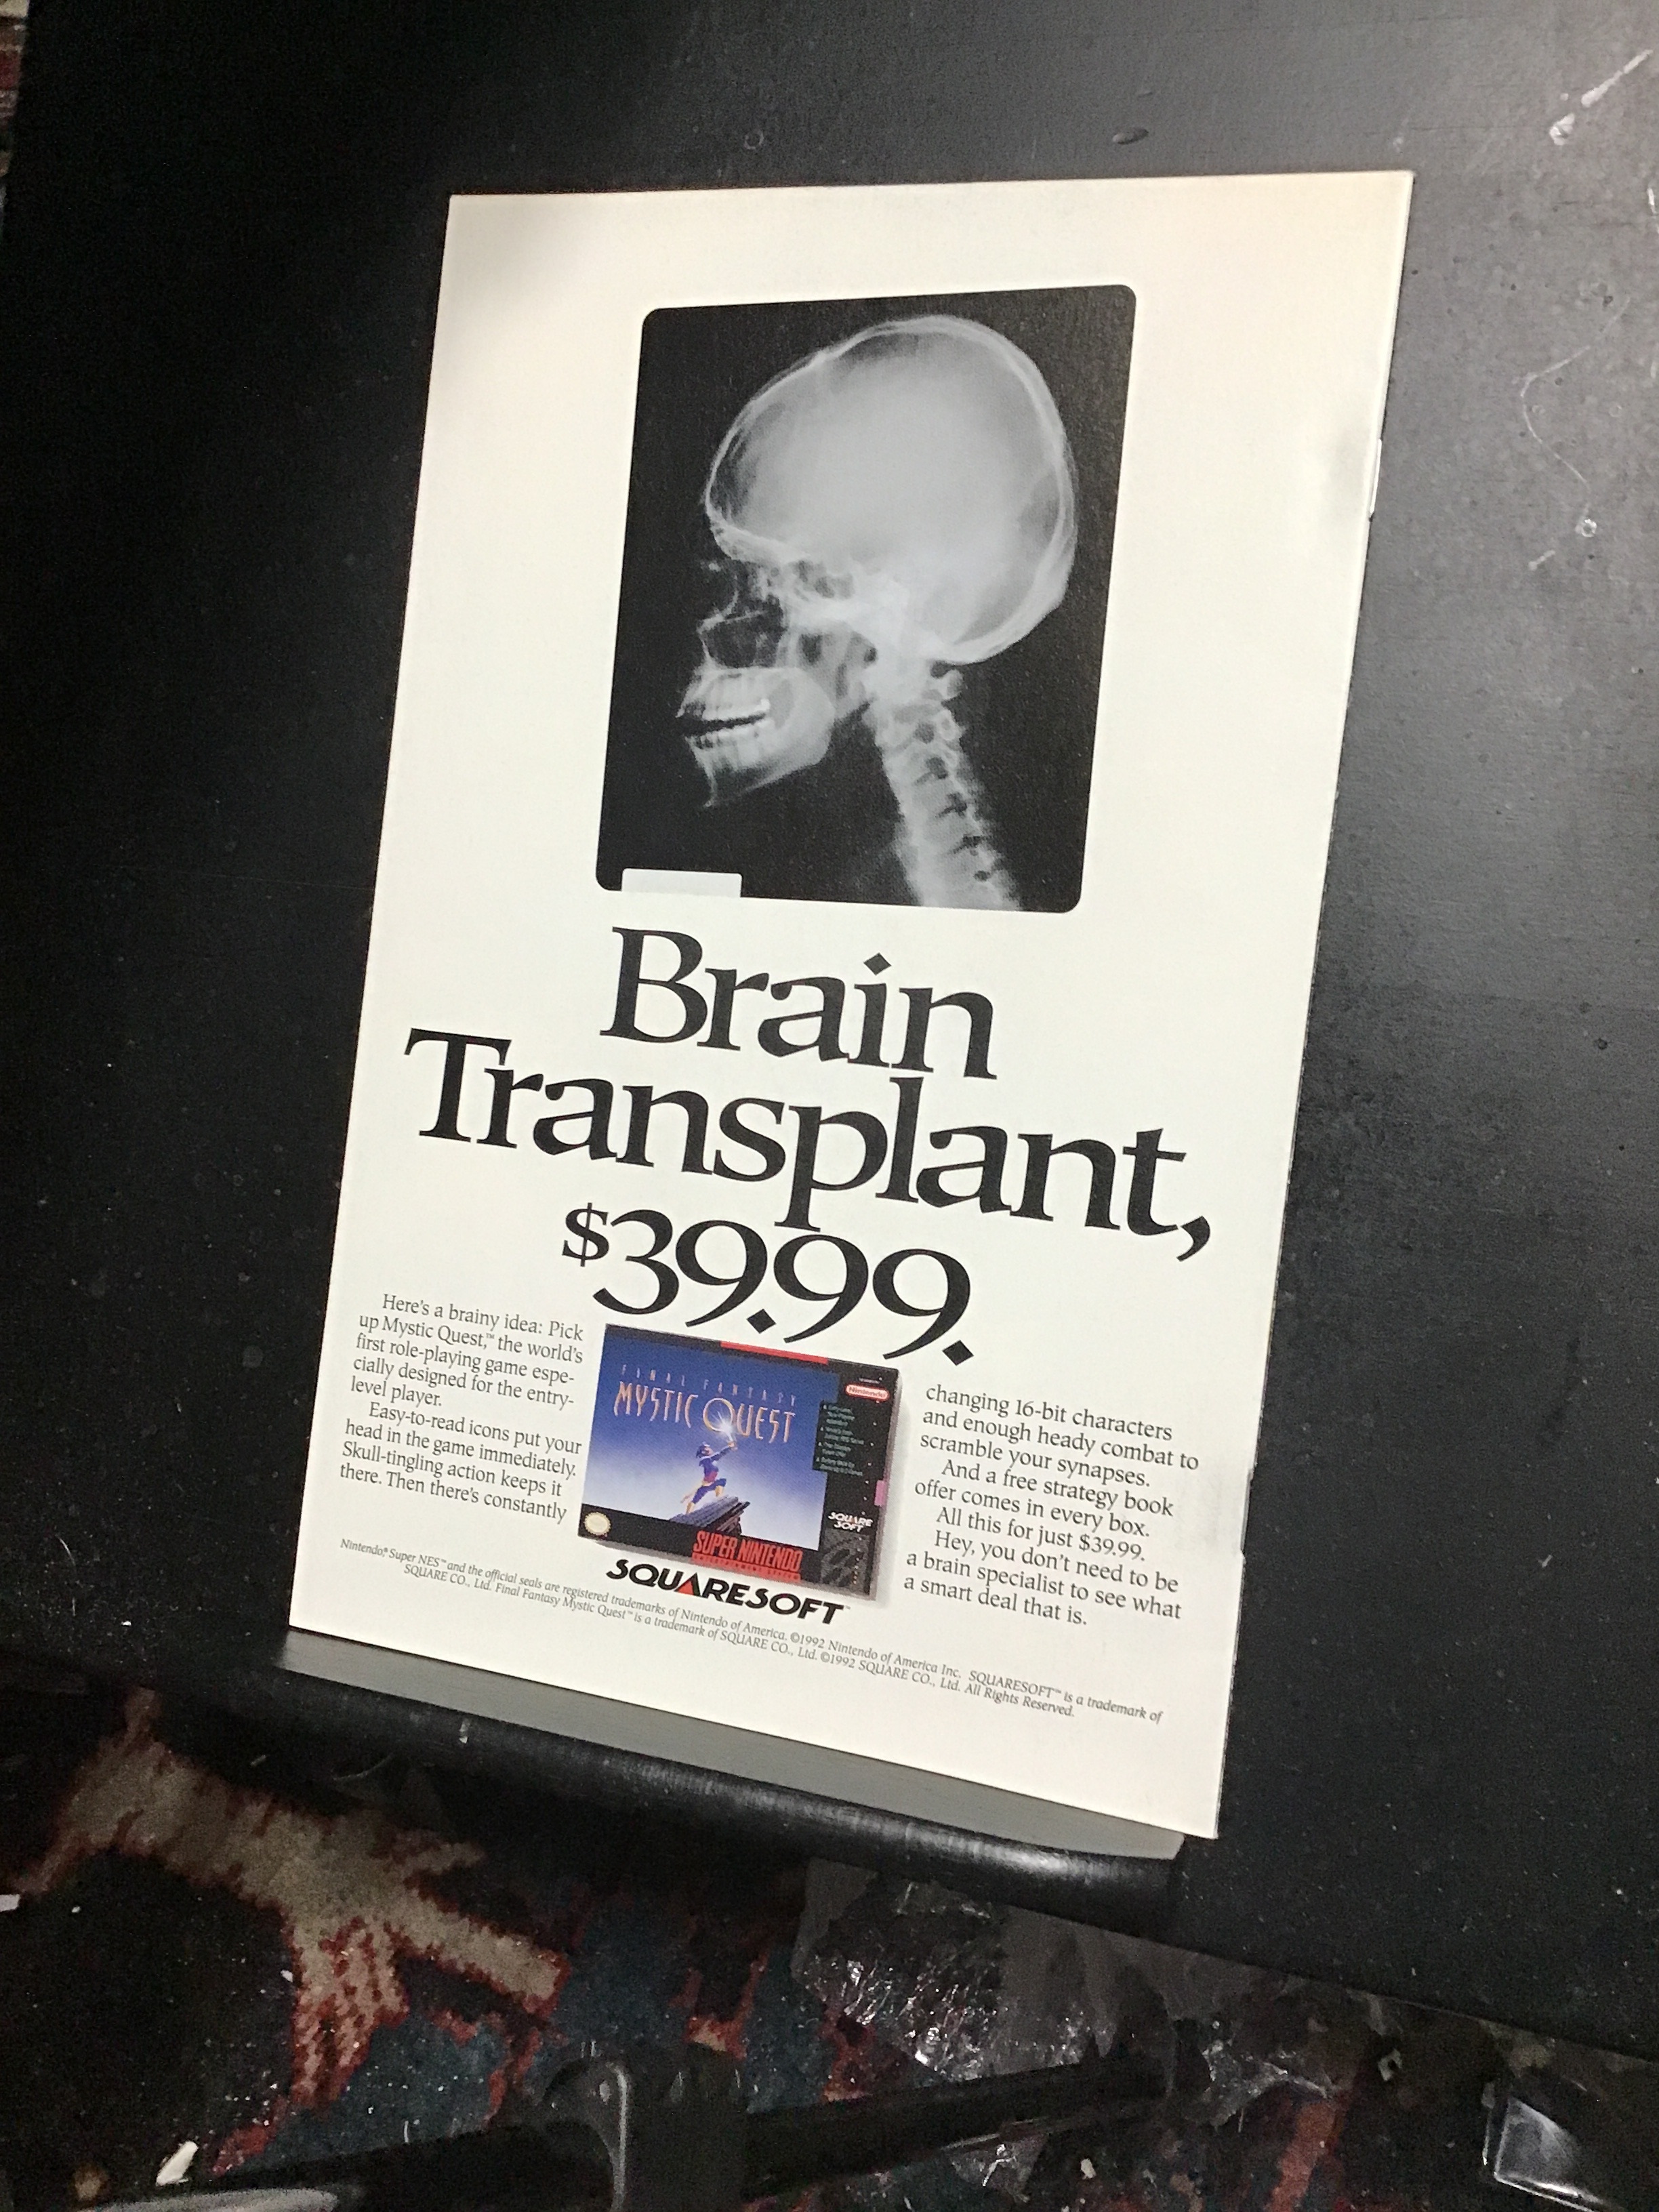 Brain
Transplant,
$39.99.
Here's a brainy idea: Pick
up Mystic Quest,™ the world's
first role-playing game espe-
cially designed for the entry-
level player.
Easy-to-read icons put your
head in the game immediately.
Skull-tingling action keeps it
there. Then there's constantly
FINAL FANTASY
MYSTIC QUEST
Nintendo
SQUARE
SOFT
SUPER NINTENDO
ENTERTAINMENT SYSTEM
SQUARESOFT™
changing 16-bit characters
and enough heady combat to
scramble your synapses.
And a free strategy book
offer comes in every box.
All this for just $39.99.
Hey, you don't need to be
a brain specialist to see what
a smart deal that is.
Nintendo,® Super NES™ and the official seals are registered trademarks of Nintendo of America. ©1992 Nintendo of America Inc. SQUARESOFT™ is a trademark of
SQUARE CO., Ltd. Final Fantasy Mystic Quest™ is a trademark of SQUARE CO., Ltd. ©1992 SQUARE CO., Ltd. All Rights Reserved.